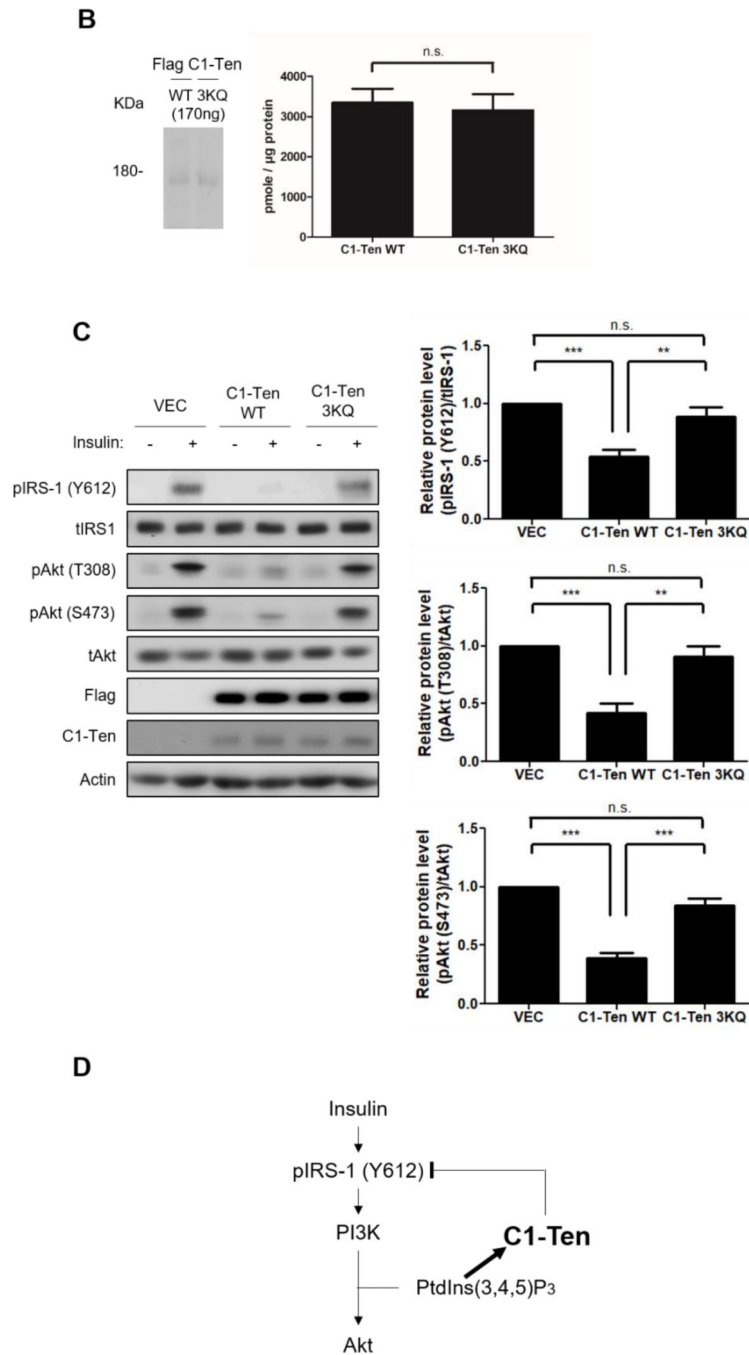 B
Flag C1-Ten
KDa
WT 3KQ
(170ng)
180-
n.s.
pmole / µg protein
4000
3000
2000
1000
0
C1-Ten WT
C1-Ten 3KQ
C
VEC
C1-Ten
WT
C1-Ten
3KQ
Insulin: - + - + - +
pIRS-1 (Y612)
tIRS1
pAkt (T308)
pAkt (S473)
tAkt
Flag
C1-Ten
Actin
Relative protein level
(pIRS-1 (Y612)/tIRS-1)
n.s.
*** **
1.5
1.0
0.5
0.0
VEC C1-Ten WT C1-Ten 3KQ
Relative protein level
(pAkt (T308)/tAkt)
n.s.
*** **
1.5
1.0
0.5
0.0
VEC C1-Ten WT C1-Ten 3KQ
Relative protein level
(pAkt (S473)/tAkt)
n.s.
*** ***
1.5
1.0
0.5
0.0
VEC C1-Ten WT C1-Ten 3KQ
D
Insulin
pIRS-1 (Y612)
PI3K
C1-Ten
PtdIns(3,4,5)P3
Akt